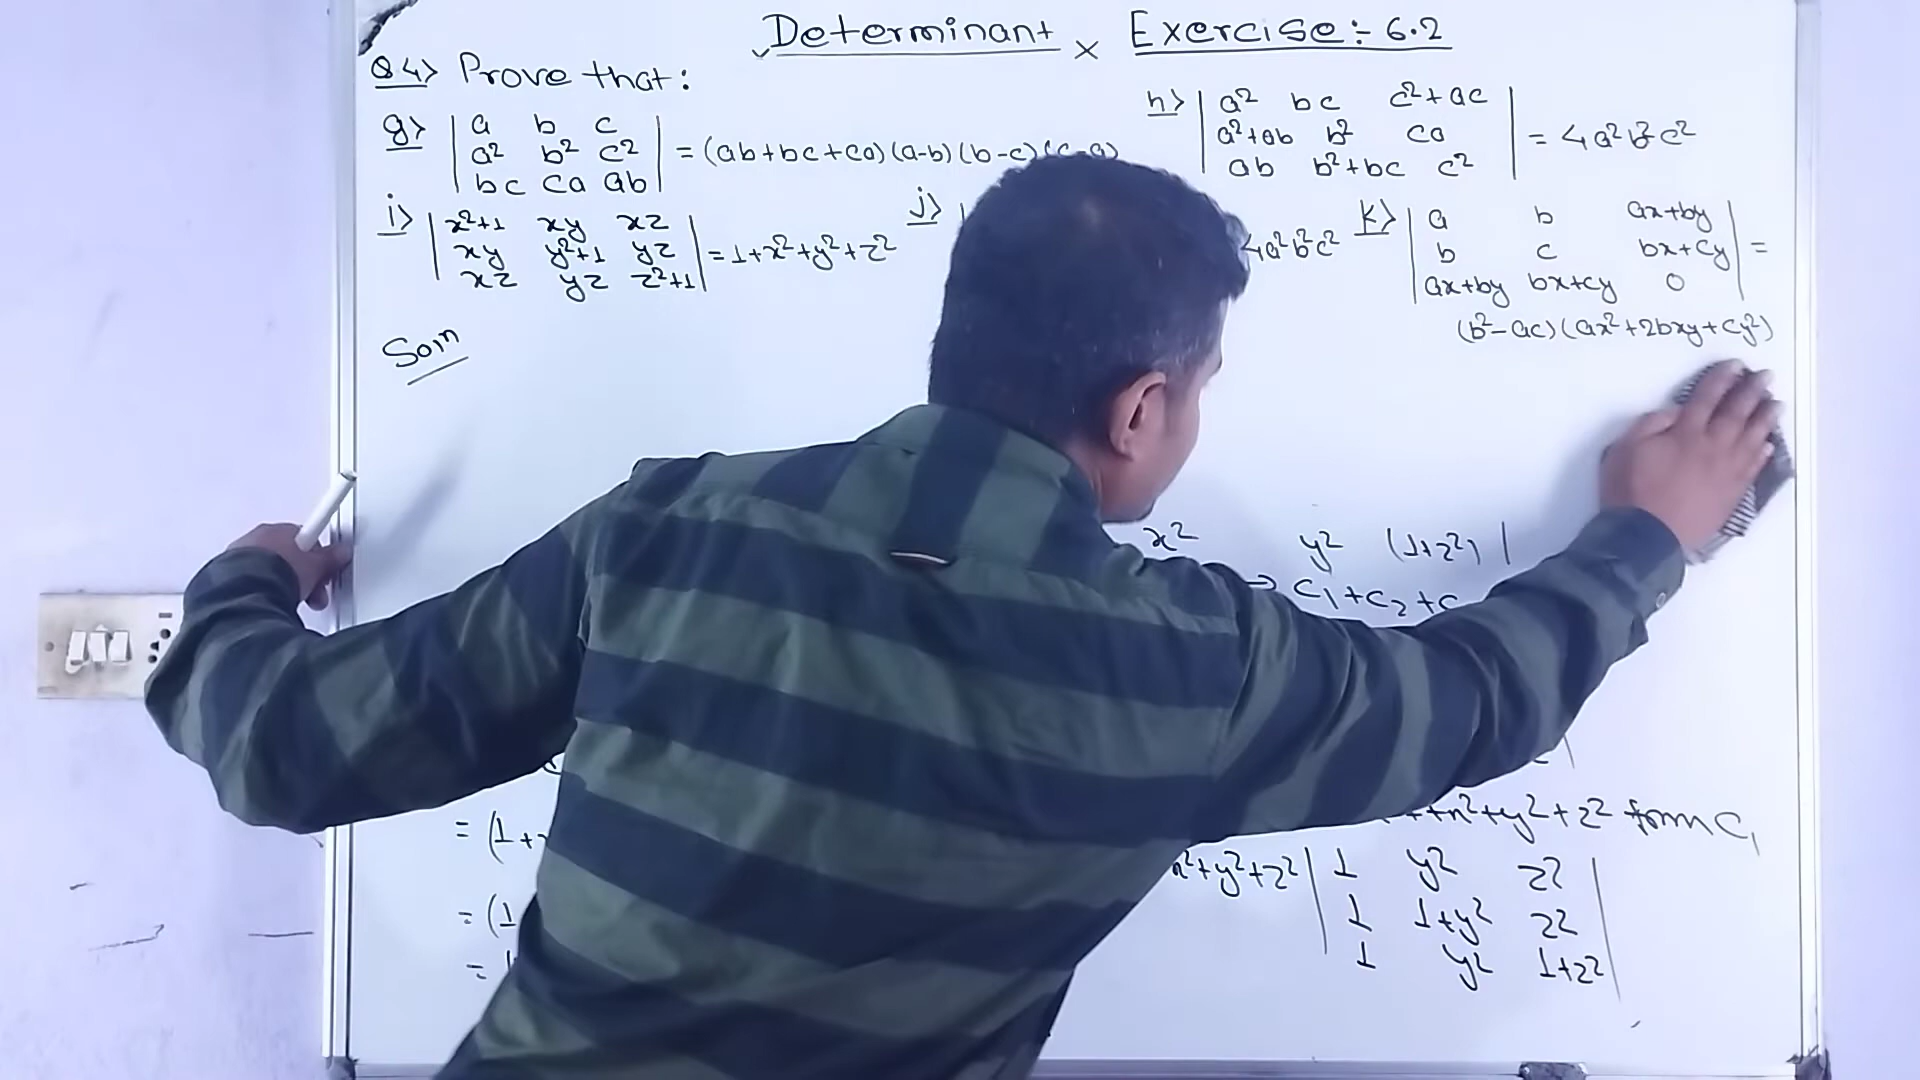 Determinant × Exercise:- 6.2
Q4> Prove that:
g> | a b c |
| a² b² c² | = (ab+bc+ca)(a-b)(b-c)(c-a)
| bc ca ab |
h> | a² bc c²+ac |
| a²+ab b² ca | = 4a²b²c²
| ab b²+bc c² |
i> | x²+1 xy xz |
| xy y²+1 yz | = 1+x²+y²+z²
| xz yz z²+1 |
j> |
4a²b²c²
k> | a b ax+by |
| b c bx+cy | =
| ax+by bx+cy 0 |
(b²-ac)(ax²+2bxy+cy²)
Solⁿ
x² y² (1+z²) |
→ C₁+C₂+C
+x²+y²+z² from C₁
= (1+
x²+y²+z² | 1 y² z² |
= (1
| 1 1+y² z² |
=
| 1 y² 1+z² |